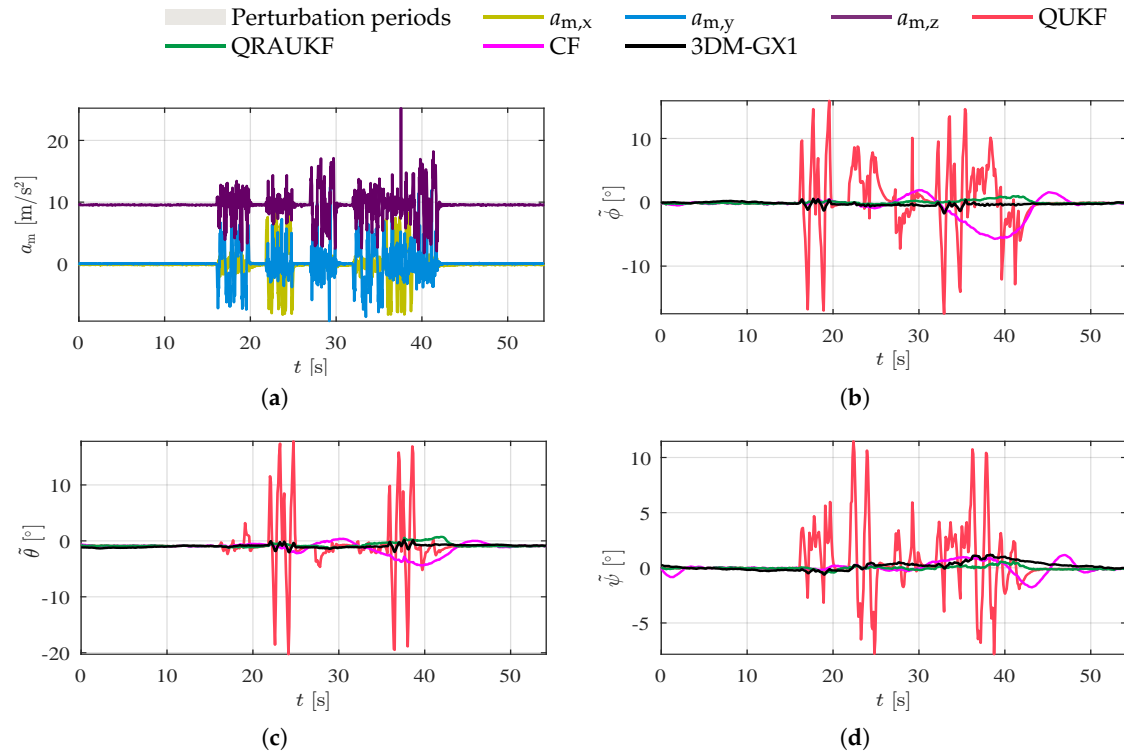 Perturbation periods a_m,x a_m,y a_m,z QUKF
QRAUKF CF 3DM-GX1
20
10
0
a_m [m/s²]
0 10 20 30 40 50
t [s]
(a)
10
0
-10
ϕ̃ [°]
0 10 20 30 40 50
t [s]
(b)
10
0
-10
-20
θ̃ [°]
0 10 20 30 40 50
t [s]
(c)
10
5
0
-5
ψ̃ [°]
0 10 20 30 40 50
t [s]
(d)